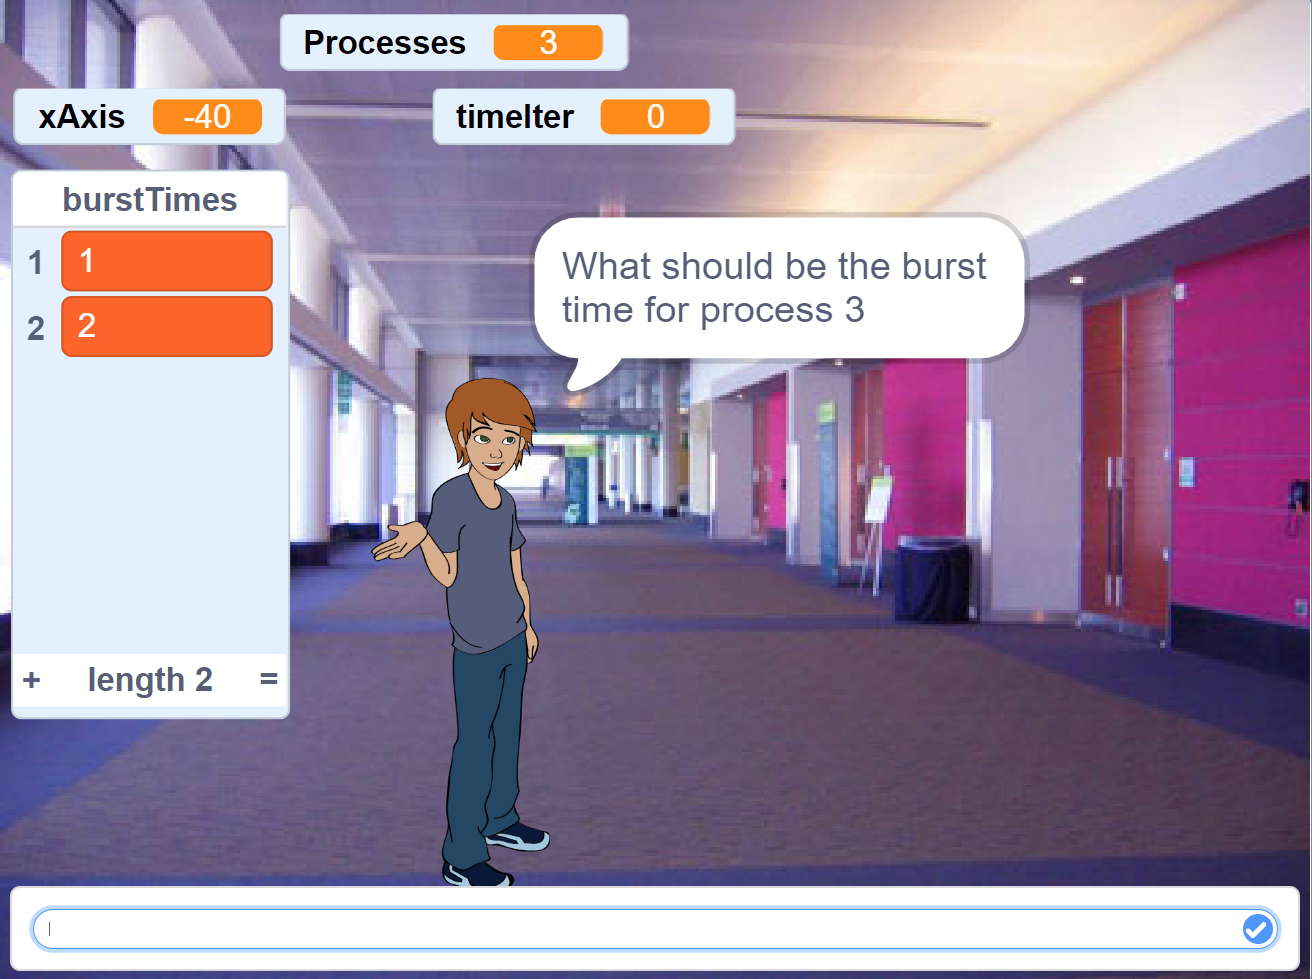 Processes 3
xAxis -40
timeIter 0
burstTimes
1 1
2 2
+ length 2 =
What should be the burst
time for process 3